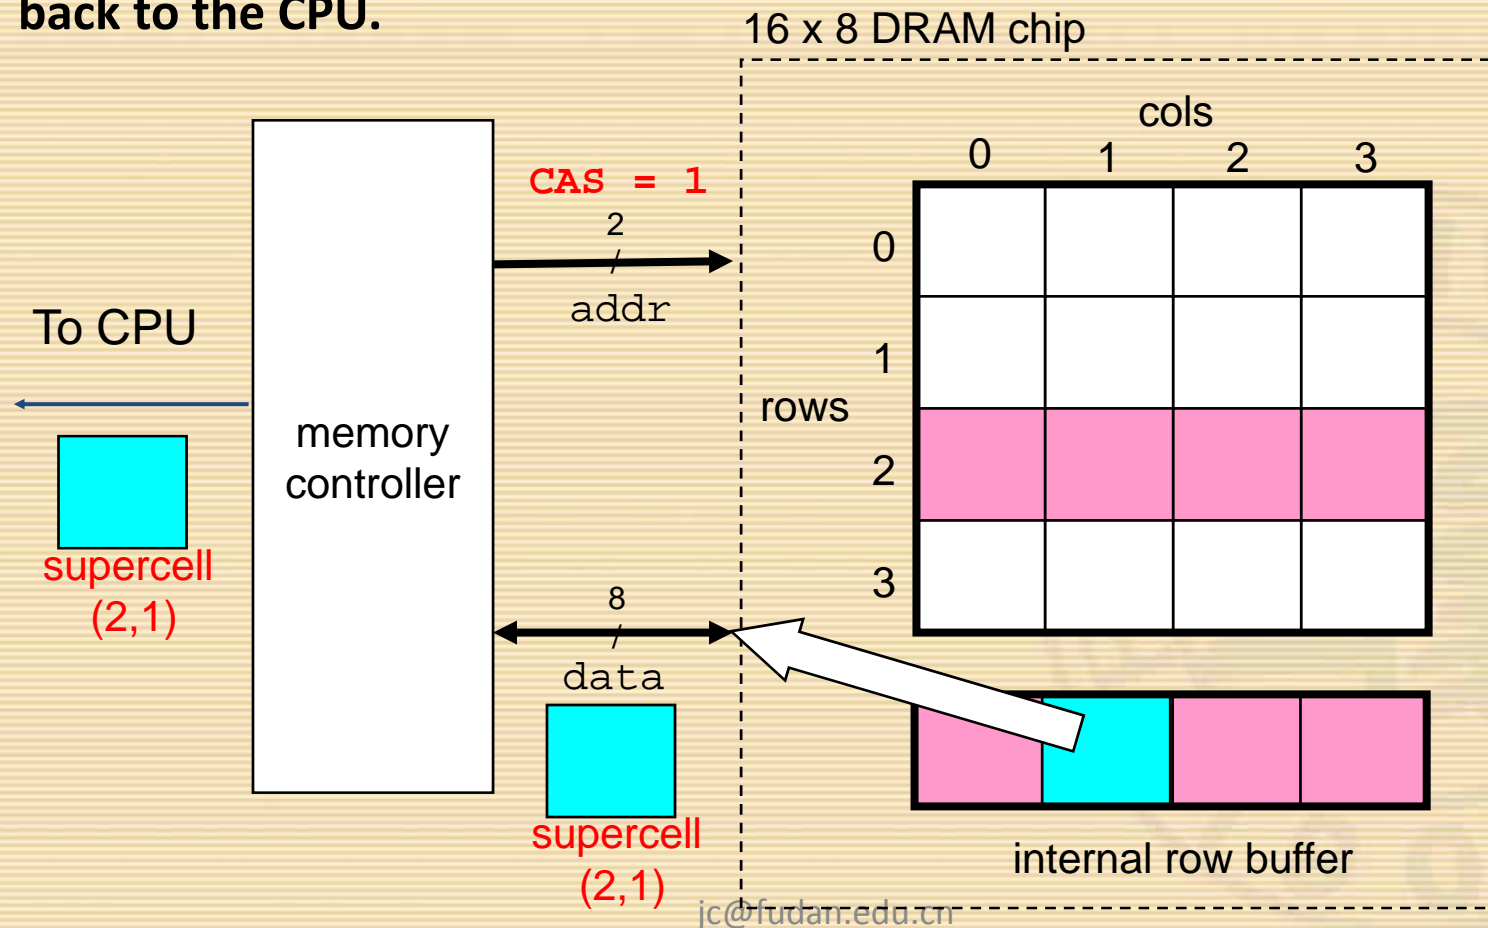 back to the CPU.
16 x 8 DRAM chip
cols
0 1 2 3
CAS = 1
2
/
addr
0
To CPU
1
rows
memory
controller
2
supercell
(2,1)
3
8
/
data
supercell
(2,1)
internal row buffer
jc@fudan.edu.cn